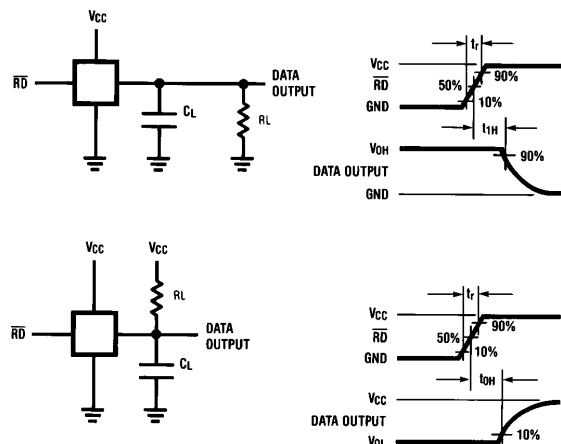 VCC
RD
DATA
OUTPUT
CL
RL
tr
VCC
90%
50%
RD
10%
GND
t1H
VOH
DATA OUTPUT
90%
GND
VCC
VCC
RL
RD
DATA
OUTPUT
CL
tr
VCC
90%
50%
RD
10%
GND
t0H
VCC
DATA OUTPUT
10%
VOL